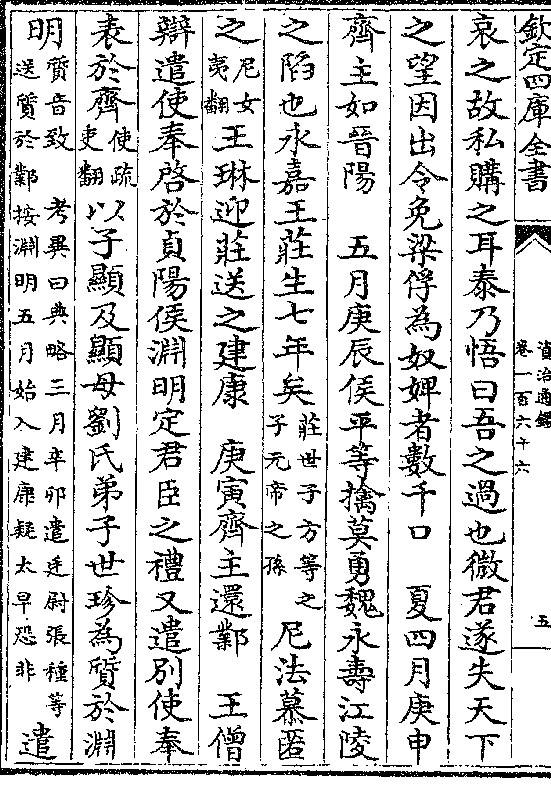 欽定四庫全書
資治通鑑
卷一百六十六
五
哀之故私購之耳泰乃悟曰吾之過也微君遂失天下
之望因出令免梁俘為奴婢者數千口 夏四月庚申
齊主如晉陽 五月庚辰侯平等擒莫勇魏永壽江陵
之陷也永嘉王莊生七年矣莊世子方等之子元帝之孫尼法慕匿
之尼女夷翻王琳迎莊送之建康 庚寅齊主還鄴 王僧
辯遣使奉啓於貞陽侯淵明定君臣之禮又遣別使奉
表於齊使疏吏翻以子顯及顯母劉氏弟子世珍為質於淵
明質音致 考異曰典略三月辛卯遣廷尉張種等送質於鄴按淵明五月始入建康疑太早恐非遣